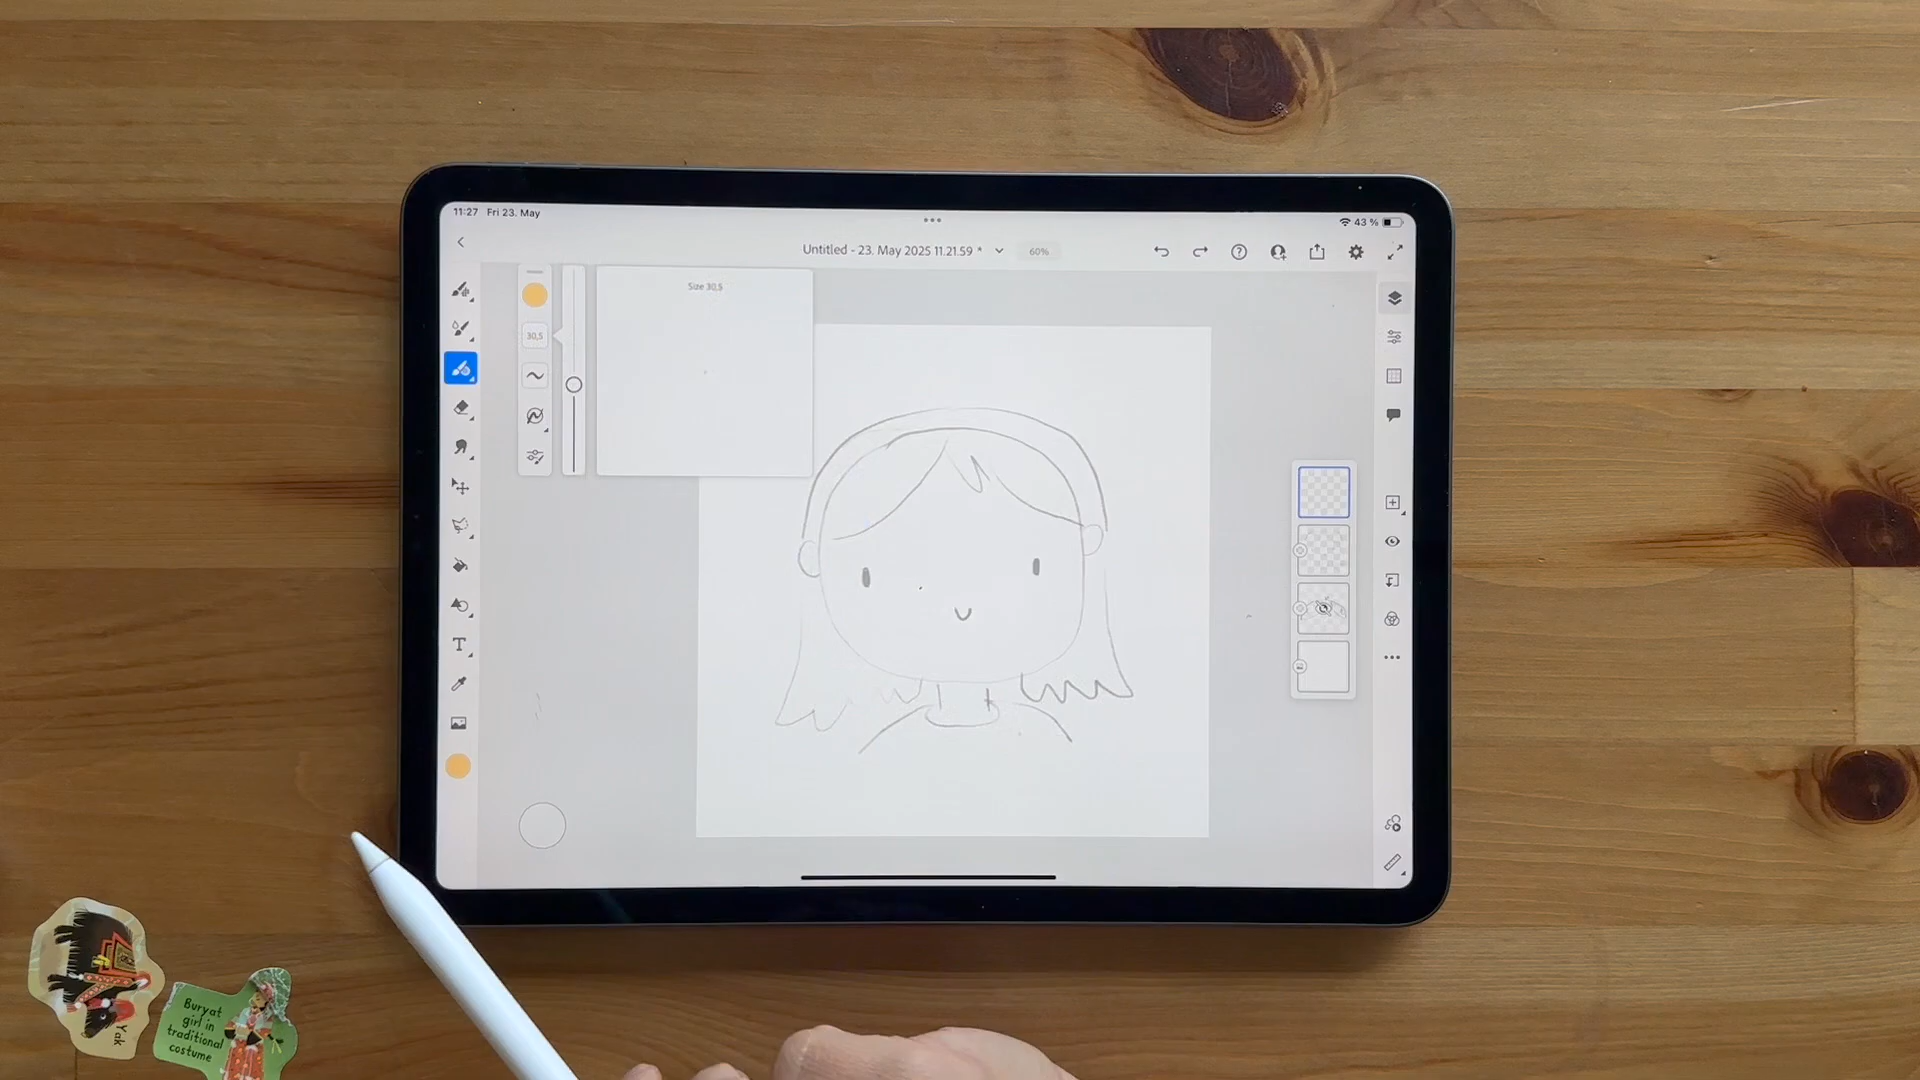 11:27 Fri 23. May
43 %
Untitled - 23. May 2025 11.21.59 *
60%
Size 30,5
30,5
T
Yak
Buryat
girl in
traditional
costume